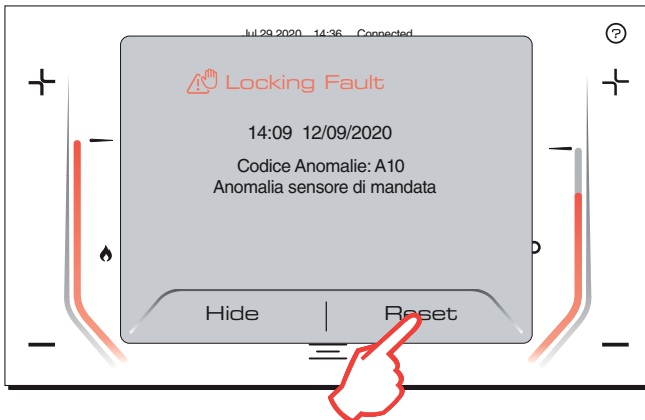 Jul 29 2020 14:36 Connected
?
Locking Fault
14:09 12/09/2020
Codice Anomalie: A10
Anomalia sensore di mandata
Hide
Reset